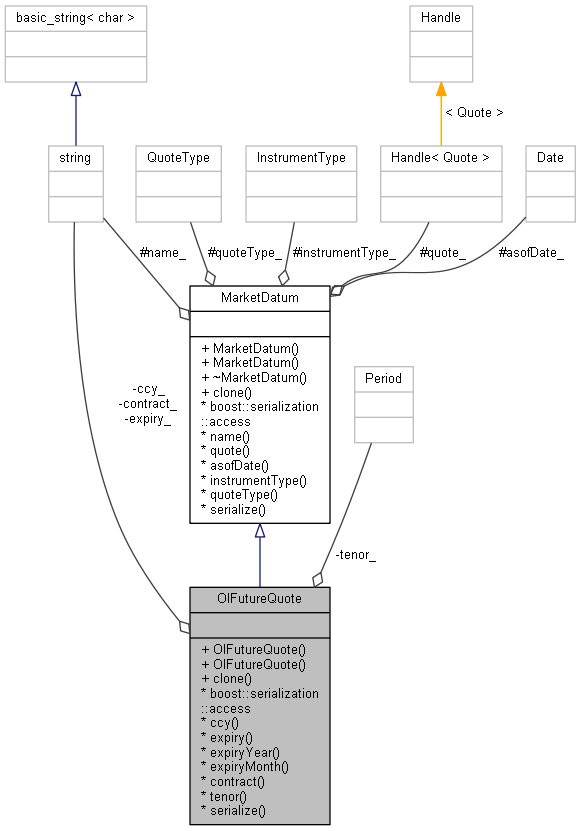 basic_string< char >
Handle
< Quote >
string
QuoteType
InstrumentType
Handle< Quote >
Date
#name_
#quoteType_
#instrumentType_
#quote_
#asofDate_
MarketDatum
+ MarketDatum()
+ MarketDatum()
+ ~MarketDatum()
+ clone()
* boost::serialization
::access
* name()
* quote()
* asofDate()
* instrumentType()
* quoteType()
* serialize()
-ccy_
-contract_
-expiry_
Period
-tenor_
OIFutureQuote
+ OIFutureQuote()
+ OIFutureQuote()
+ clone()
* boost::serialization
::access
* ccy()
* expiry()
* expiryYear()
* expiryMonth()
* contract()
* tenor()
* serialize()